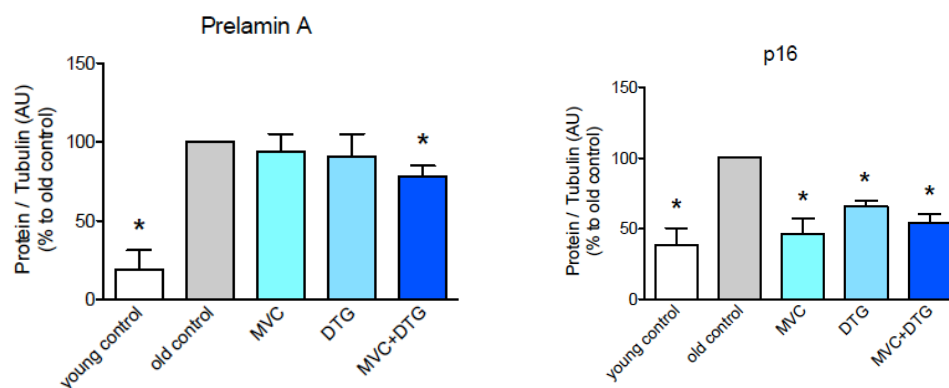 Prelamin A
Protein / Tubulin (AU)
(% to old control)
150
100
50
0
*
*
young control
old control
MVC
DTG
MVC+DTG
p16
Protein / Tubulin (AU)
(% to old control)
150
100
50
0
*
*
*
*
young control
old control
MVC
DTG
MVC+DTG